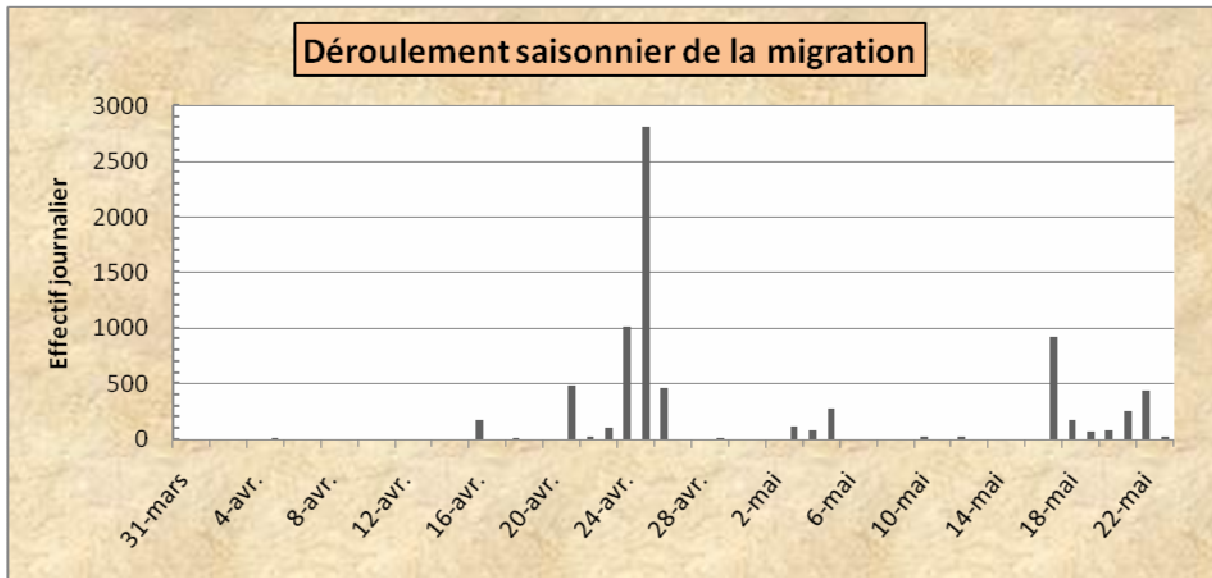 Déroulement saisonnier de la migration
Effectif journalier
3000
2500
2000
1500
1000
500
0
31-mars
4-avr.
8-avr.
12-avr.
16-avr.
20-avr.
24-avr.
28-avr.
2-mai
6-mai
10-mai
14-mai
18-mai
22-mai